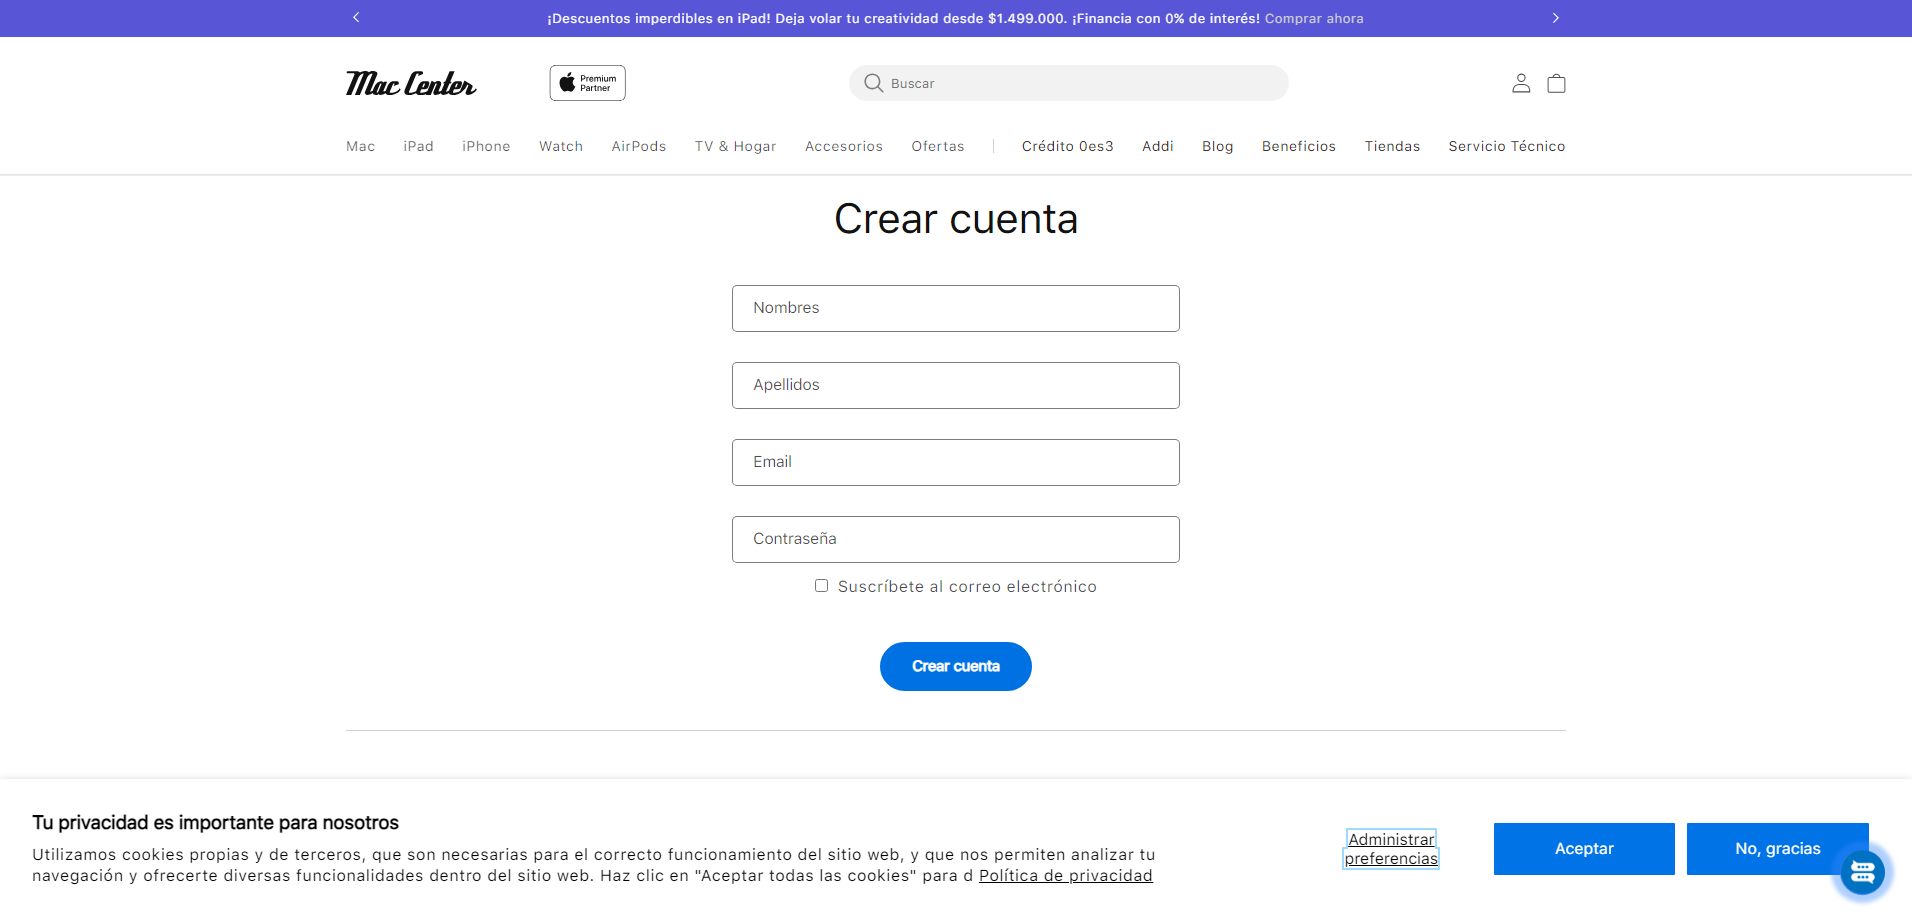 ¡Descuentos imperdibles en iPad! Deja volar tu creatividad desde $1.499.000. ¡Financia con 0% de interés! Comprar ahora
Mac Center
Premium
Partner
Buscar
Mac iPad iPhone Watch AirPods TV & Hogar Accesorios Ofertas Crédito 0es3 Addi Blog Beneficios Tiendas Servicio Técnico
Crear cuenta
Nombres
Apellidos
Email
Contraseña
Suscríbete al correo electrónico
Crear cuenta
Tu privacidad es importante para nosotros
Utilizamos cookies propias y de terceros, que son necesarias para el correcto funcionamiento del sitio web, y que nos permiten analizar tu
navegación y ofrecerte diversas funcionalidades dentro del sitio web. Haz clic en "Aceptar todas las cookies" para d Política de privacidad
Administrar
preferencias
Aceptar
No, gracias